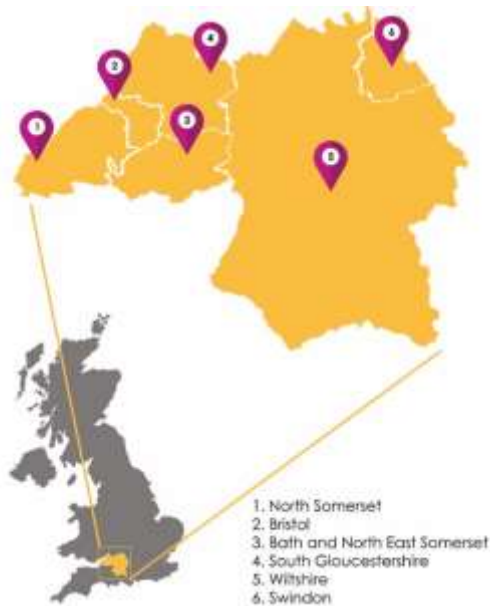 4
6
2
3
1
5
1. North Somerset
2. Bristol
3. Bath and North East Somerset
4. South Gloucestershire
5. Wiltshire
6. Swindon